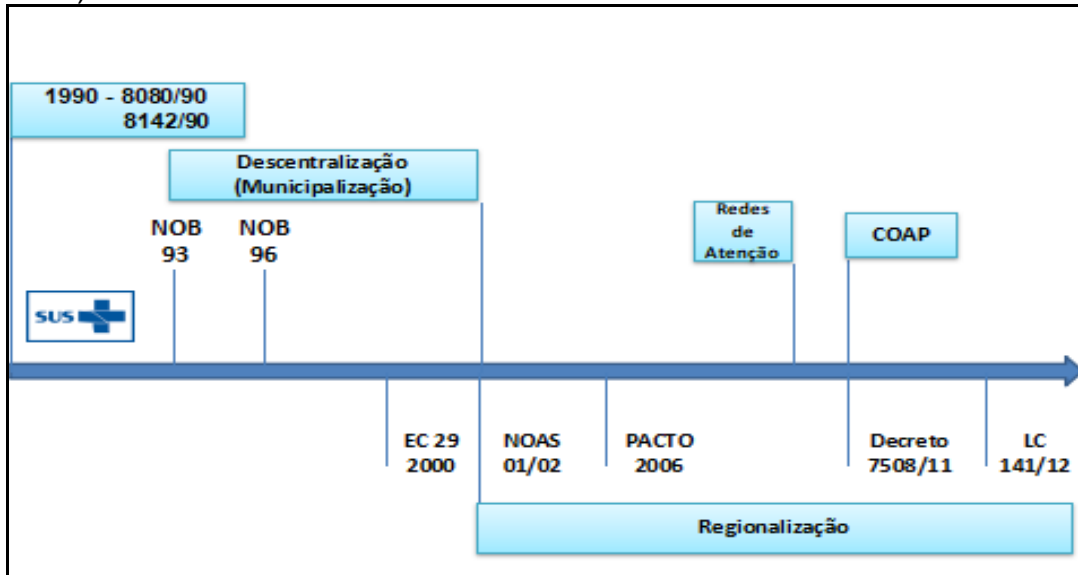 1990 - 8080/90
8142/90
Descentralização
(Municipalização)
NOB
93
NOB
96
Redes
de
Atenção
COAP
SUS
EC 29
2000
NOAS
01/02
PACTO
2006
Decreto
7508/11
LC
141/12
Regionalização